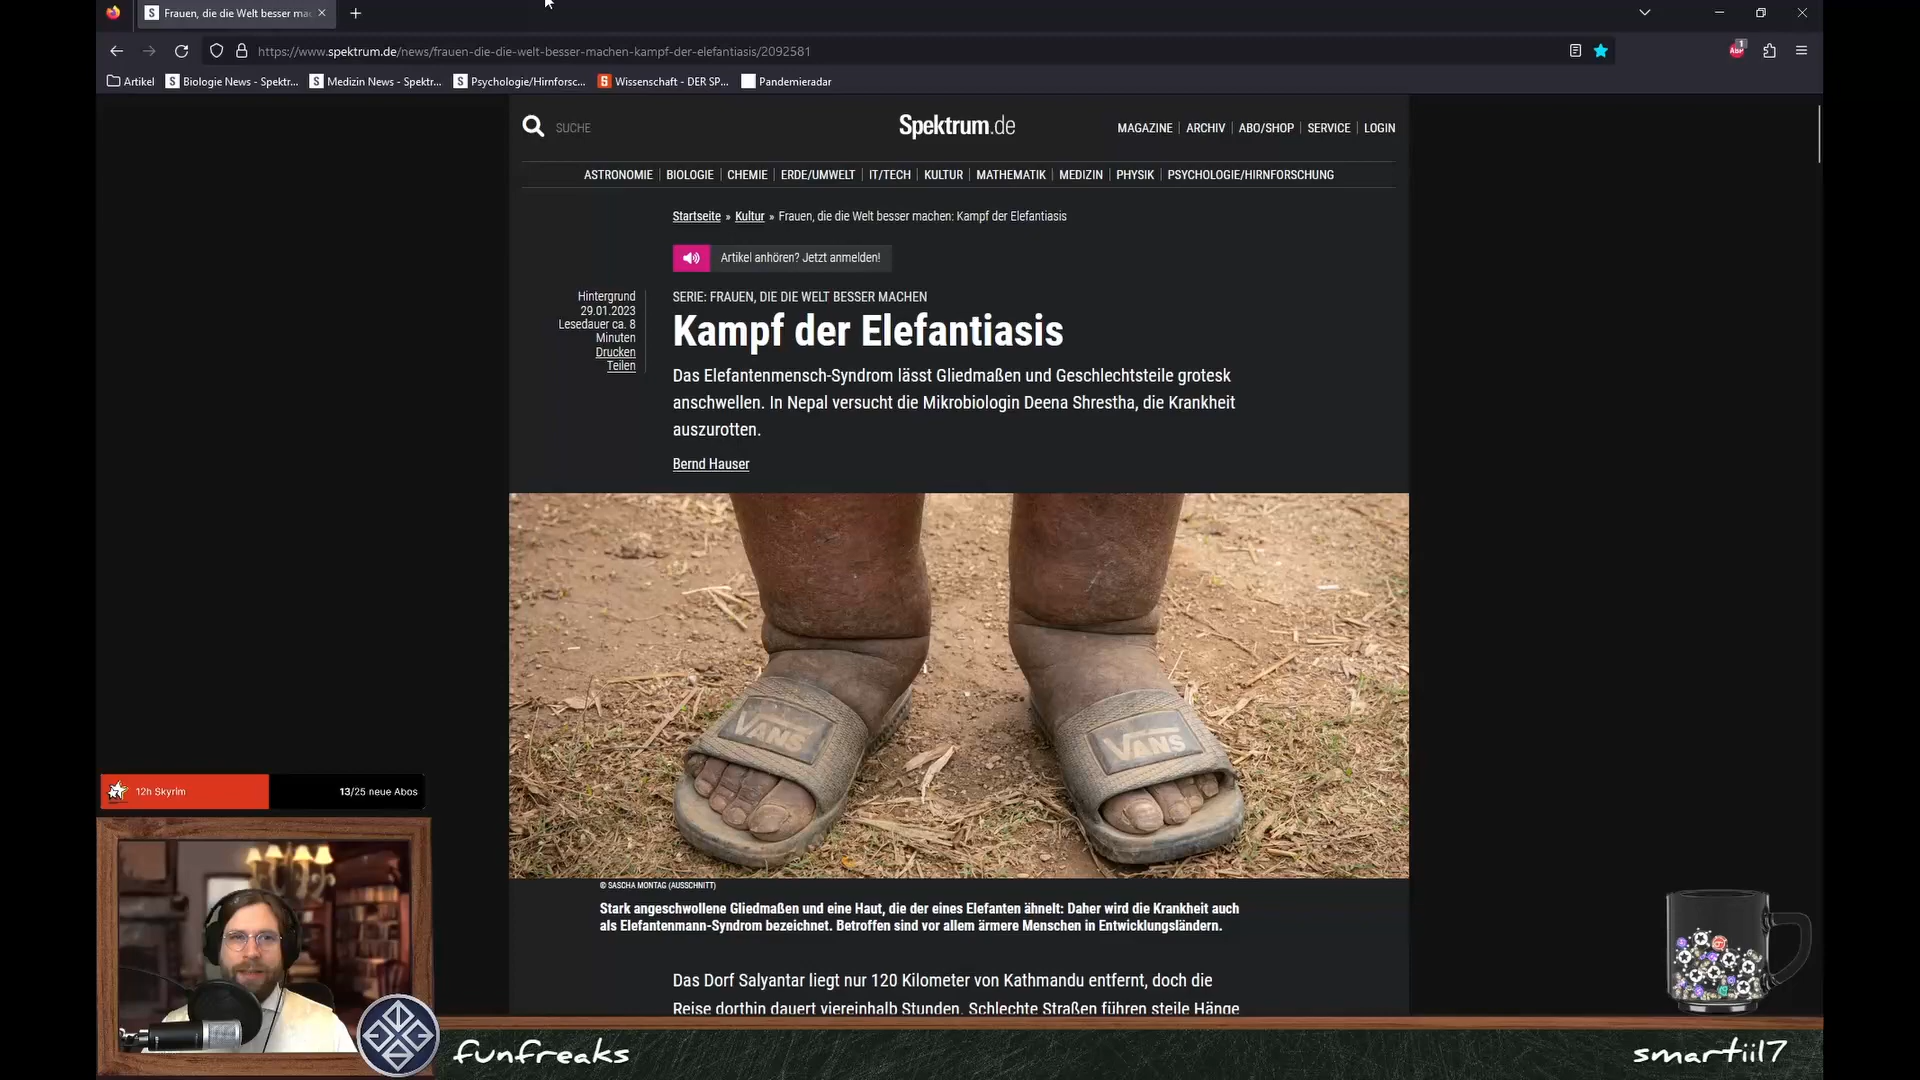 Frauen, die die Welt besser mac
https://www.spektrum.de/news/frauen-die-die-welt-besser-machen-kampf-der-elefantiasis/2092581
ABP
1
Artikel
Biologie News - Spektr...
Medizin News - Spektr...
Psychologie/Hirnforsc...
Wissenschaft - DER SP...
Pandemieradar
SUCHE
Spektrum.de
MAGAZINE
ARCHIV
ABO/SHOP
SERVICE
LOGIN
ASTRONOMIE
BIOLOGIE
CHEMIE
ERDE/UMWELT
IT/TECH
KULTUR
MATHEMATIK
MEDIZIN
PHYSIK
PSYCHOLOGIE/HIRNFORSCHUNG
Startseite » Kultur » Frauen, die die Welt besser machen: Kampf der Elefantiasis
Artikel anhören? Jetzt anmelden!
Hintergrund
29.01.2023
Lesedauer ca. 8
Minuten
Drucken
Teilen
SERIE: FRAUEN, DIE DIE WELT BESSER MACHEN
Kampf der Elefantiasis
Das Elefantenmensch-Syndrom lässt Gliedmaßen und Geschlechtsteile grotesk
anschwellen. In Nepal versucht die Mikrobiologin Deena Shrestha, die Krankheit
auszurotten.
Bernd Hauser
VANS
VANS
© SASCHA MONTAG (AUSSCHNITT)
Stark angeschwollene Gliedmaßen und eine Haut, die der eines Elefanten ähnelt: Daher wird die Krankheit auch
als Elefantenmann-Syndrom bezeichnet. Betroffen sind vor allem ärmere Menschen in Entwicklungsländern.
Das Dorf Salyantar liegt nur 120 Kilometer von Kathmandu entfernt, doch die
Reise dorthin dauert viereinhalb Stunden. Schlechte Straßen führen steile Hänge
12h Skyrim
13/25 neue Abos
funfreaks
smartiil7